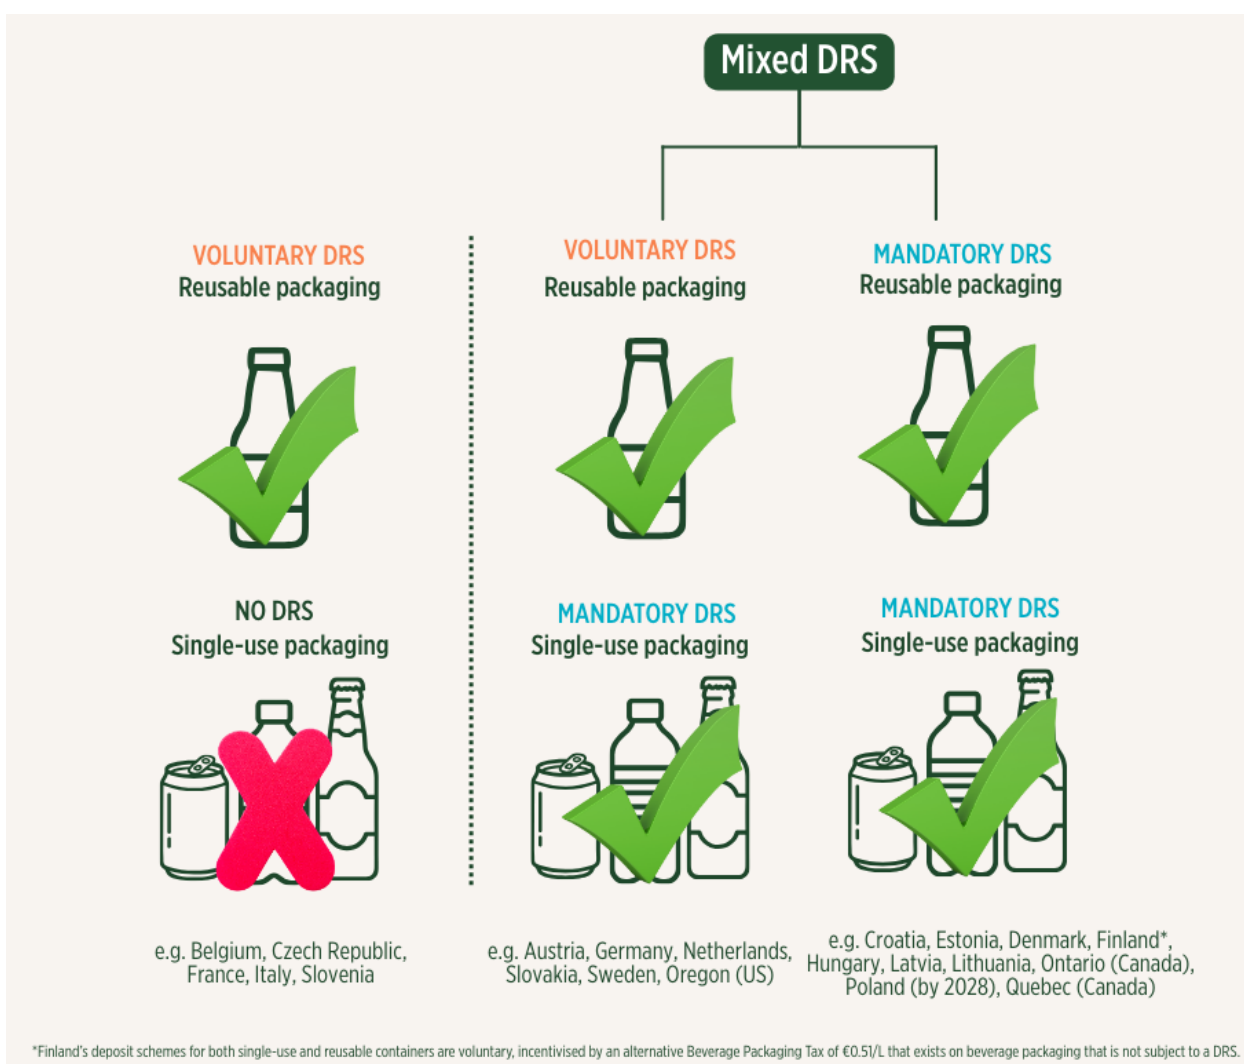 Mixed DRS
VOLUNTARY DRS
Reusable packaging
NO DRS
Single-use packaging
e.g. Belgium, Czech Republic,
France, Italy, Slovenia
VOLUNTARY DRS
Reusable packaging
MANDATORY DRS
Single-use packaging
e.g. Austria, Germany, Netherlands,
Slovakia, Sweden, Oregon (US)
MANDATORY DRS
Reusable packaging
MANDATORY DRS
Single-use packaging
e.g. Croatia, Estonia, Denmark, Finland*,
Hungary, Latvia, Lithuania, Ontario (Canada),
Poland (by 2028), Quebec (Canada)
*Finland's deposit schemes for both single-use and reusable containers are voluntary, incentivised by an alternative Beverage Packaging Tax of €0.51/L that exists on beverage packaging that is not subject to a DRS.